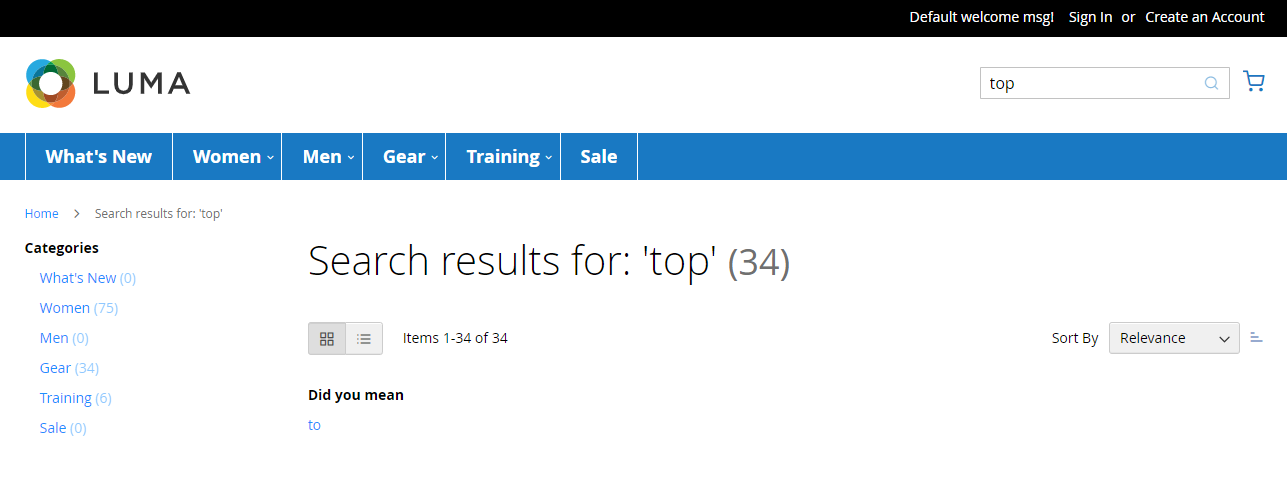 Default welcome msg! Sign In or Create an Account
LUMA
top
What's New Women Men Gear Training Sale
Home > Search results for: 'top'
Categories
What's New (0)
Women (75)
Men (0)
Gear (34)
Training (6)
Sale (0)
Search results for: 'top' (34)
Items 1-34 of 34
Sort By Relevance
Did you mean
to